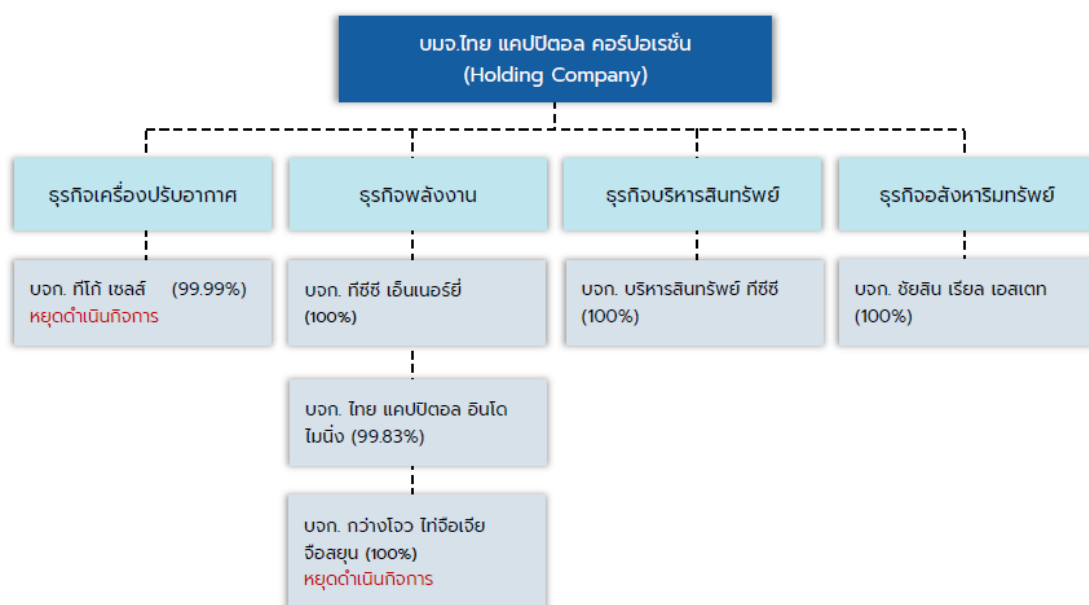 บมจ.ไทย แคปปิตอล คอร์ปอเรชั่น
(Holding Company)
ธุรกิจเครื่องปรับอากาศ
ธุรกิจพลังงาน
ธุรกิจบริหารสินทรัพย์
ธุรกิจอสังหาริมทรัพย์
บจก. ทีโก้ เซลส์ (99.99%)
หยุดดำเนินกิจการ
บจก. ทีซีซี เอ็นเนอร์ยี่
(100%)
บจก. บริหารสินทรัพย์ ทีซีซี
(100%)
บจก. ชัยสิน เรียล เอสเตท
(100%)
บจก. ไทย แคปปิตอล อินโด
ไมนิ่ง (99.83%)
บจก. กว่างโจว ไท่จือเจีย
จือสยุน (100%)
หยุดดำเนินกิจการ